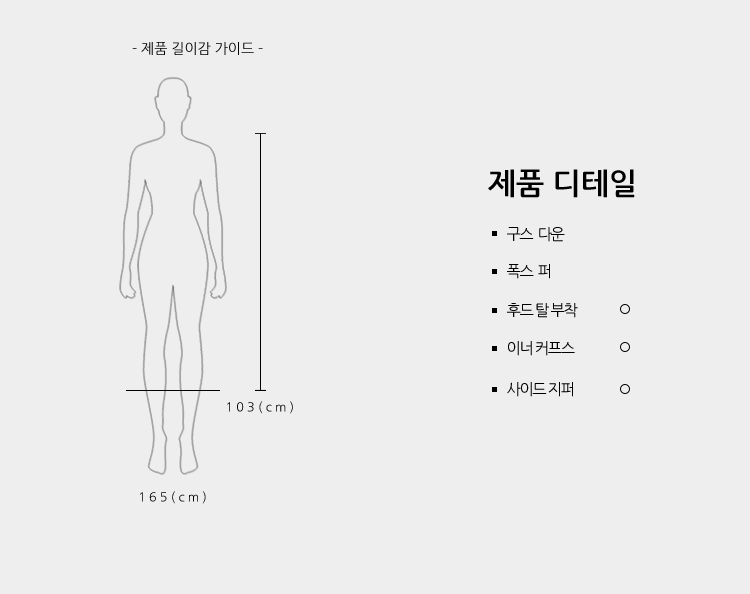 - 제품 길이감 가이드 -
103(cm)
165(cm)
제품 디테일
▪ 구스 다운
▪ 폭스 퍼
▪ 후드탈부착 ○
▪ 이너커프스 ○
▪ 사이드지퍼 ○